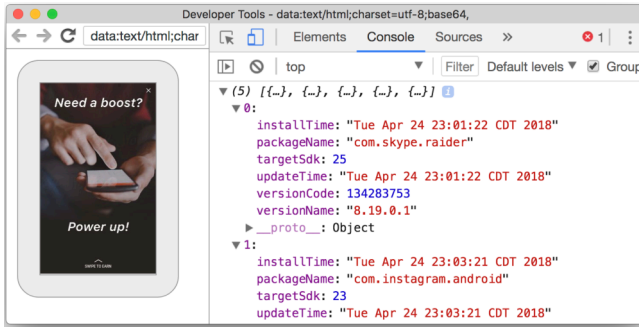 Developer Tools - data:text/html;charset=utf-8;base64,
data:text/html;char
Elements Console Sources » 1
top Filter Default levels ▼ Group
Need a boost?
Power up!
SWIPE TO EARN
(5) [{…}, {…}, {…}, {…}, {…}] i
0:
installTime: "Tue Apr 24 23:01:22 CDT 2018"
packageName: "com.skype.raider"
targetSdk: 25
updateTime: "Tue Apr 24 23:01:22 CDT 2018"
versionCode: 134283753
versionName: "8.19.0.1"
__proto__: Object
1:
installTime: "Tue Apr 24 23:03:21 CDT 2018"
packageName: "com.instagram.android"
targetSdk: 23
updateTime: "Tue Apr 24 23:03:21 CDT 2018"